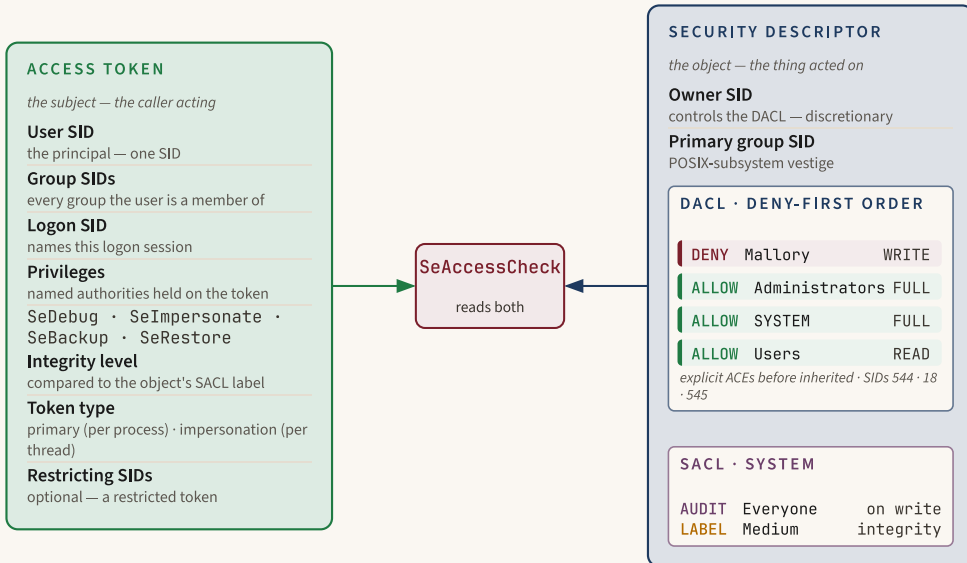 ACCESS TOKEN
the subject — the caller acting
User SID
the principal — one SID
Group SIDs
every group the user is a member of
Logon SID
names this logon session
Privileges
named authorities held on the token
SeDebug · SeImpersonate ·
SeBackup · SeRestore
Integrity level
compared to the object's SACL label
Token type
primary (per process) · impersonation (per
thread)
Restricting SIDs
optional — a restricted token
SeAccessCheck
reads both
SECURITY DESCRIPTOR
the object — the thing acted on
Owner SID
controls the DACL — discretionary
Primary group SID
POSIX-subsystem vestige
DACL · DENY-FIRST ORDER
DENY Mallory WRITE
ALLOW Administrators FULL
ALLOW SYSTEM FULL
ALLOW Users READ
explicit ACEs before inherited · SIDs 544 · 18
· 545
SACL · SYSTEM
AUDIT Everyone on write
LABEL Medium integrity